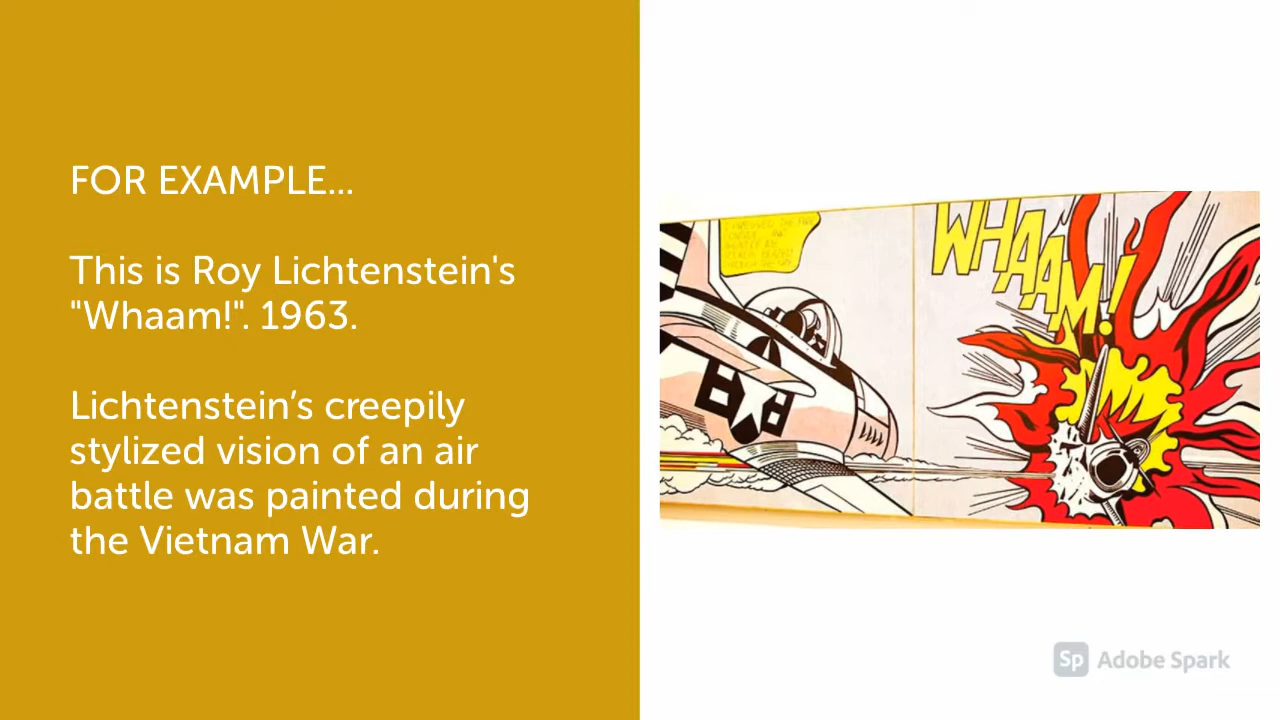 FOR EXAMPLE...
This is Roy Lichtenstein's
"Whaam!". 1963.
Lichtenstein’s creepily
stylized vision of an air
battle was painted during
the Vietnam War.
WHAAM!
Sp Adobe Spark